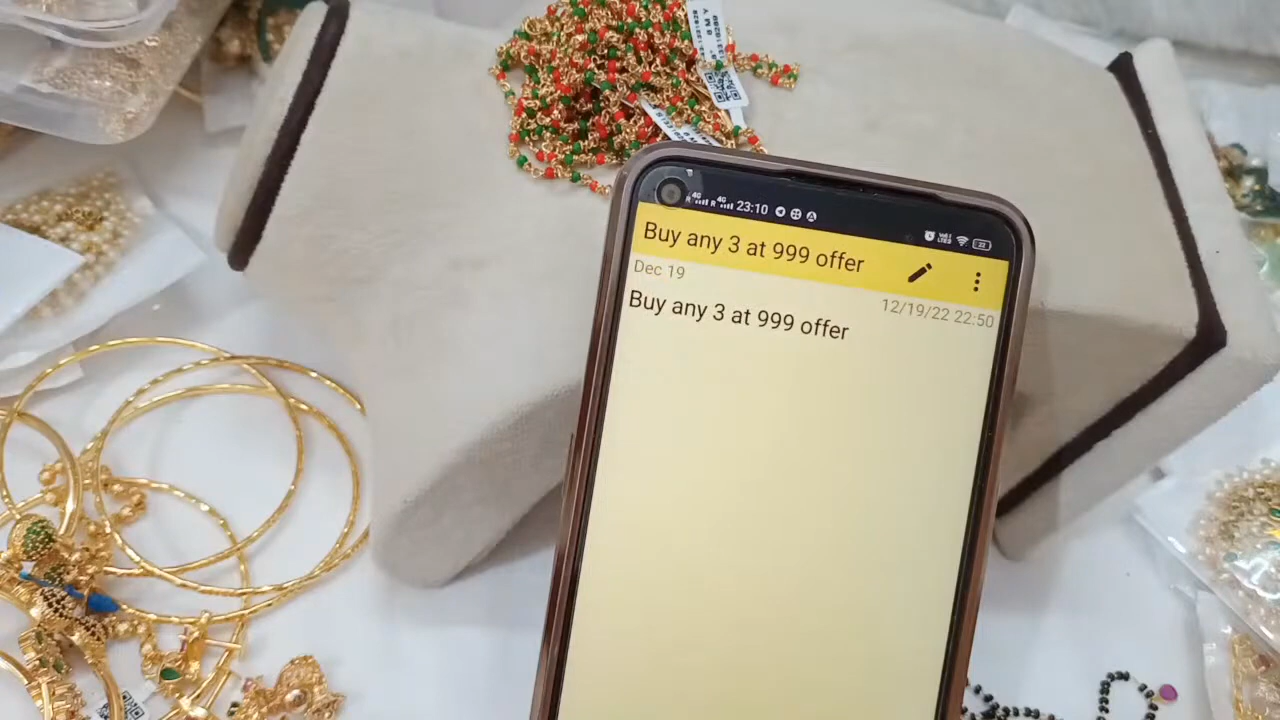 23:10
Buy any 3 at 999 offer
Dec 19
12/19/22 22:50
Buy any 3 at 999 offer